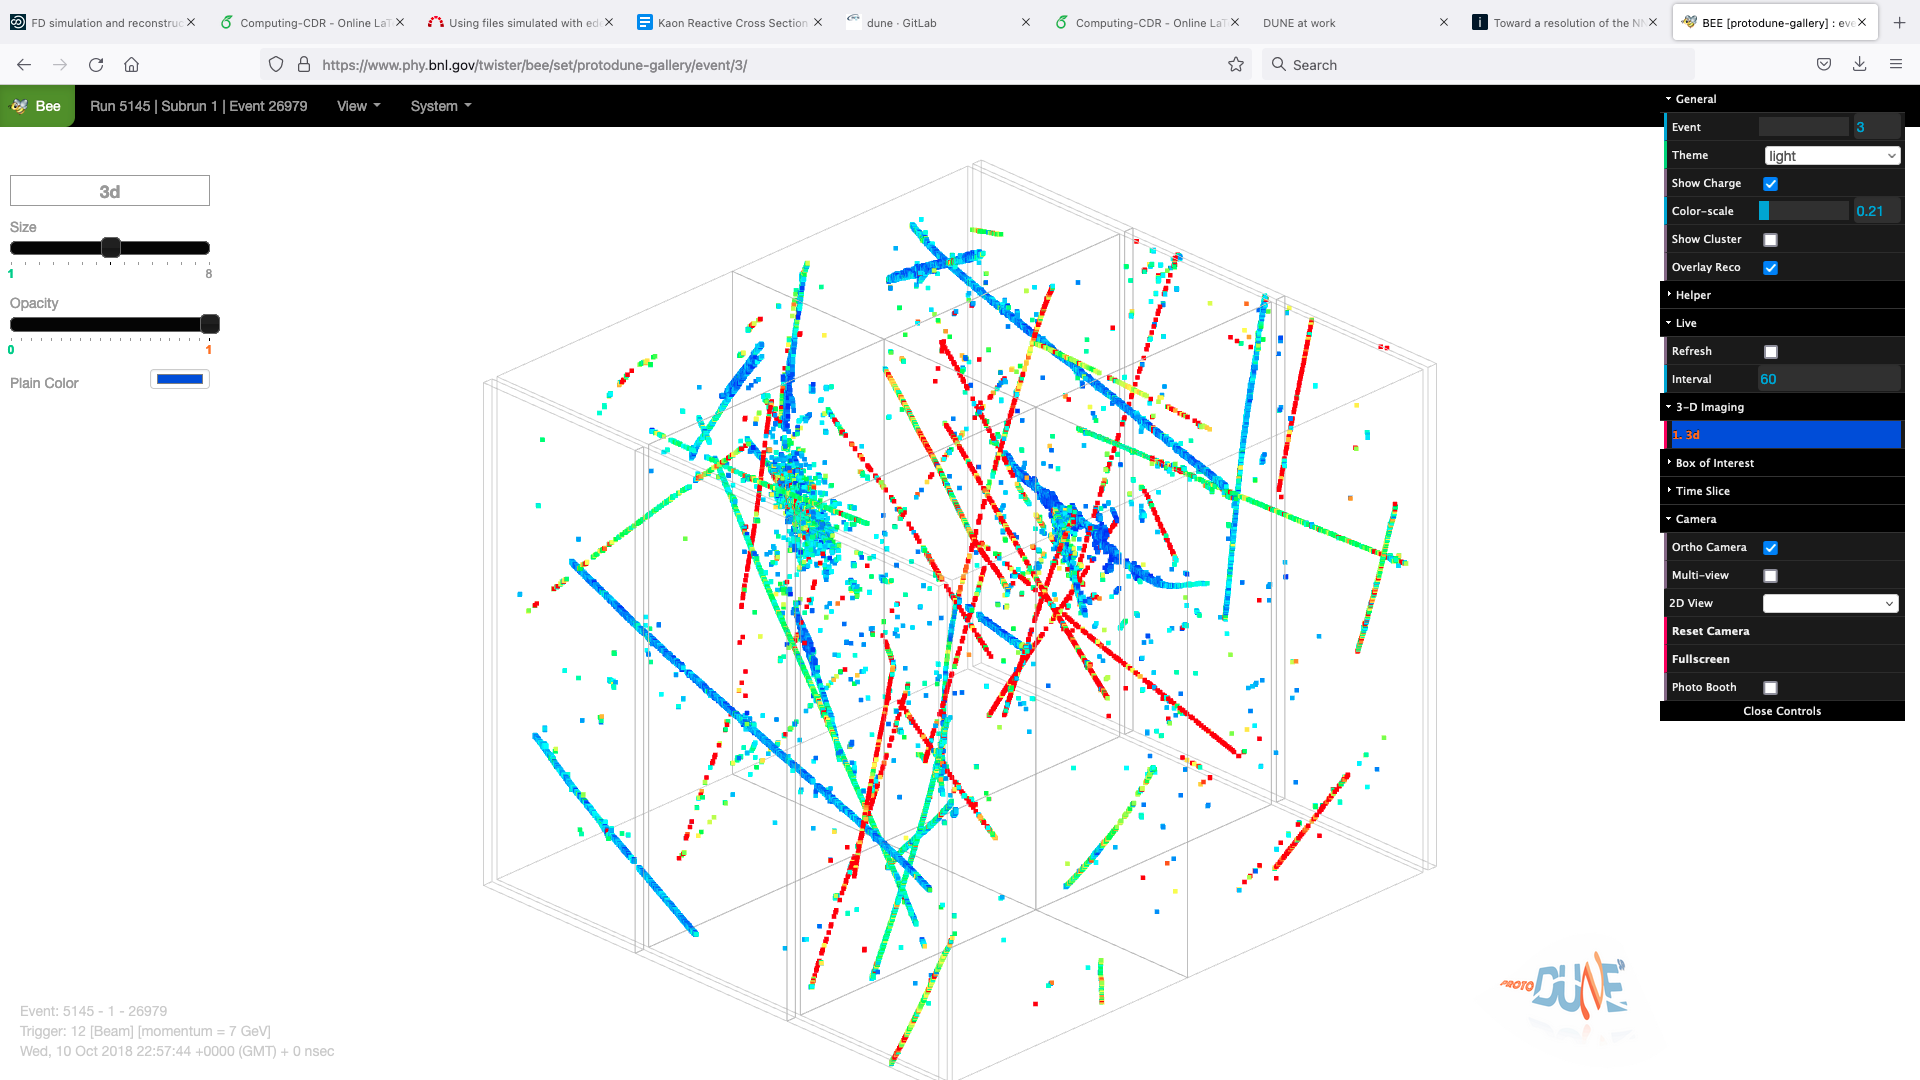 FD simulation and reconstruc
Computing-CDR - Online LaT
Using files simulated with ed
Kaon Reactive Cross Section
dune · GitLab
Computing-CDR - Online LaT
DUNE at work
Toward a resolution of the NN
BEE [protodune-gallery] : eve
https://www.phy.bnl.gov/twister/bee/set/protodune-gallery/event/3/
Search
Bee
Run 5145 | Subrun 1 | Event 26979
View
System
3d
Size
1 8
Opacity
0 1
Plain Color
General
Event 3
Theme light
Show Charge
Color-scale 0.21
Show Cluster
Overlay Reco
Helper
Live
Refresh
Interval 60
3-D Imaging
1. 3d
Box of Interest
Time Slice
Camera
Ortho Camera
Multi-view
2D View
Reset Camera
Fullscreen
Photo Booth
Close Controls
PROTO DUNE
Event: 5145 - 1 - 26979
Trigger: 12 [Beam] [momentum = 7 GeV]
Wed, 10 Oct 2018 22:57:44 +0000 (GMT) + 0 nsec